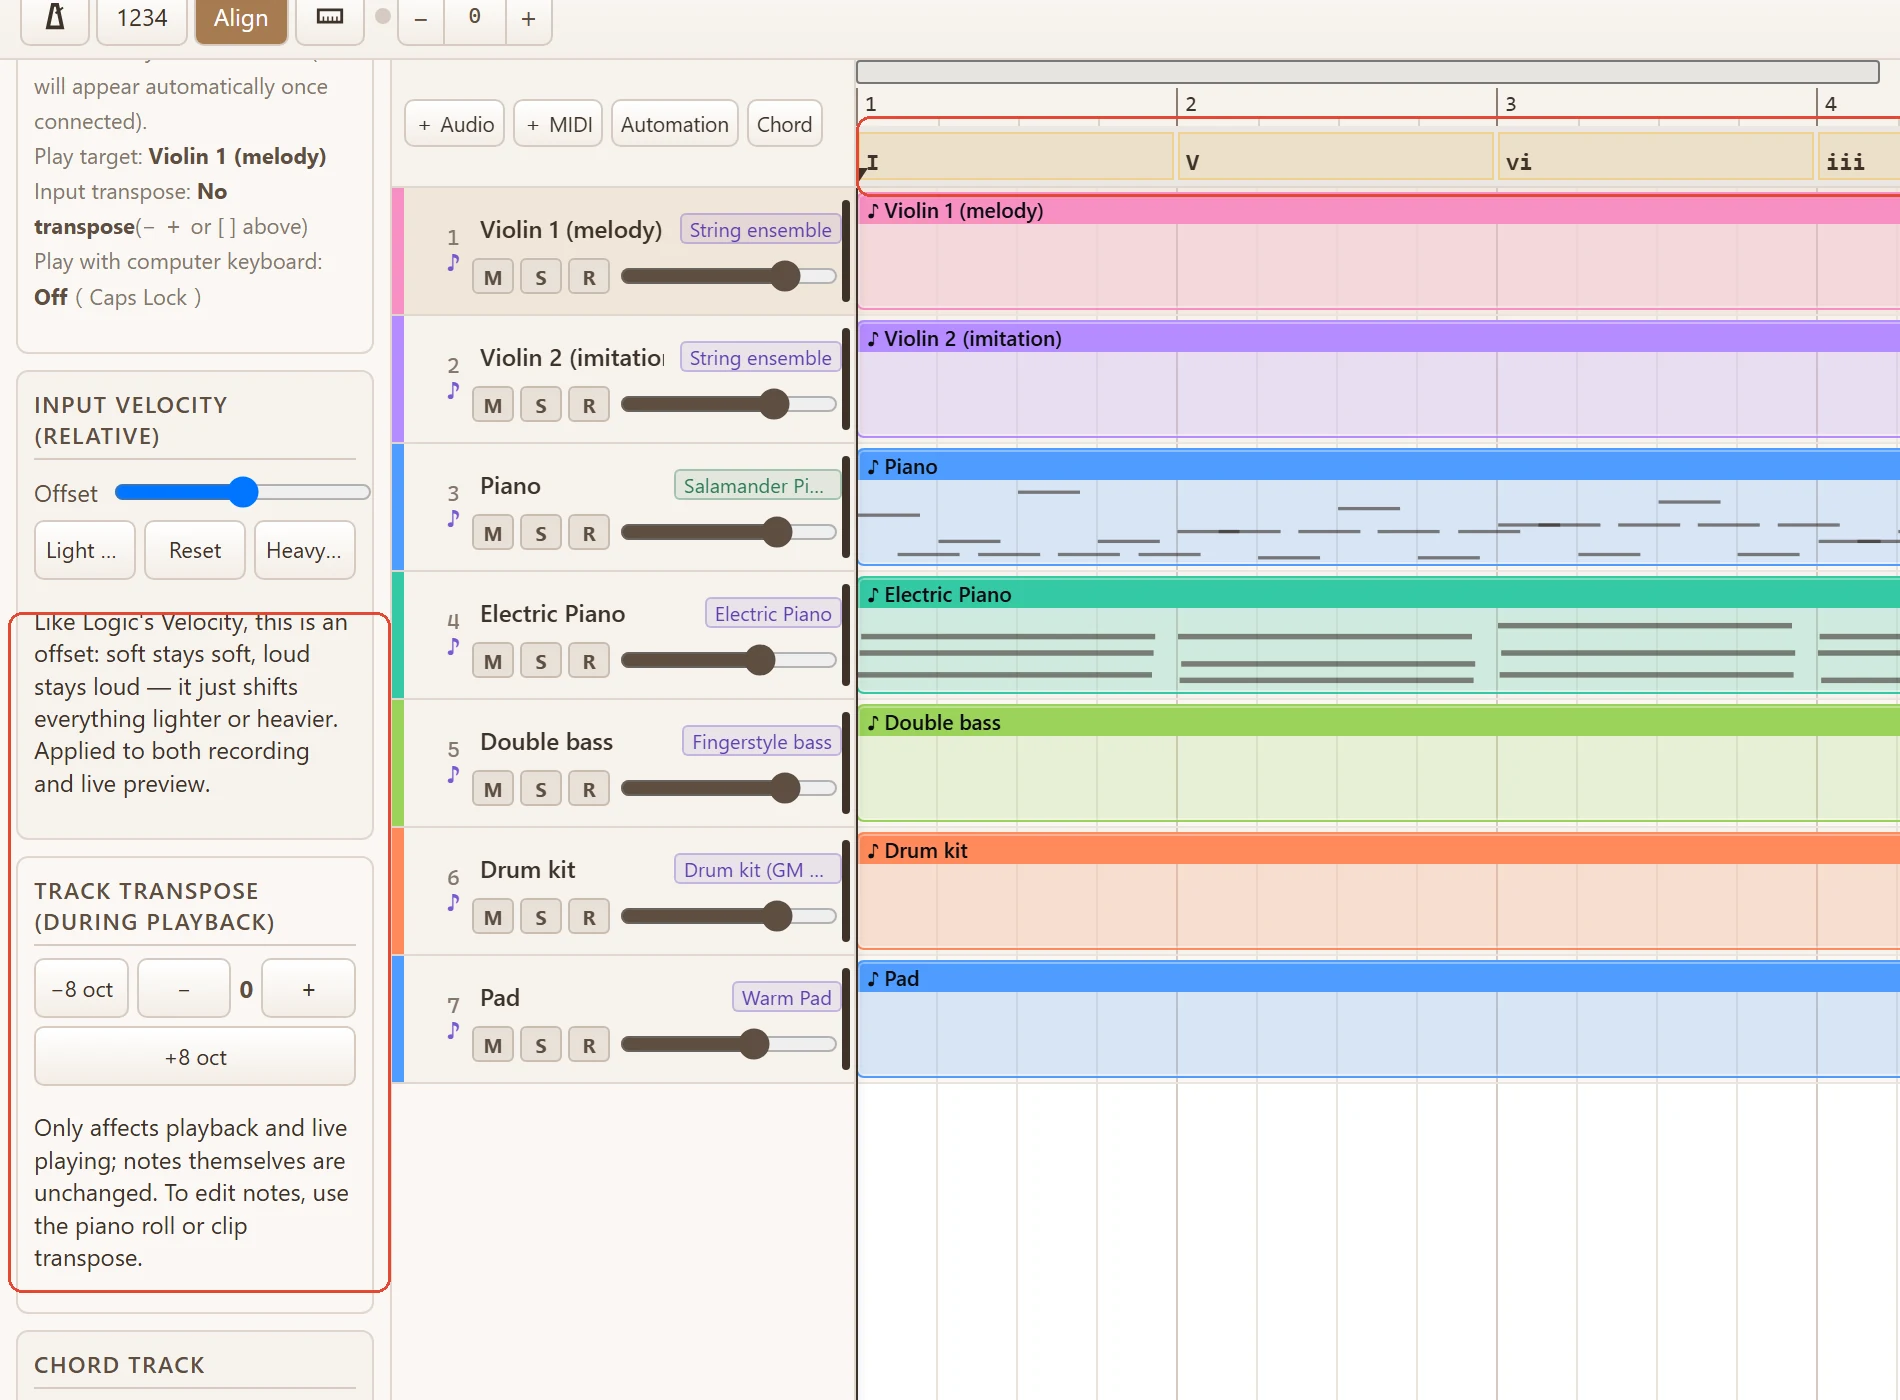 1234
Align
− 0 +
will appear automatically once
connected).
Play target: Violin 1 (melody)
Input transpose: No
transpose(− + or [ ] above)
Play with computer keyboard:
Off ( Caps Lock )
INPUT VELOCITY
(RELATIVE)
Offset
Light ...
Reset
Heavy...
Like Logic's Velocity, this is an
offset: soft stays soft, loud
stays loud — it just shifts
everything lighter or heavier.
Applied to both recording
and live preview.
TRACK TRANSPOSE
(DURING PLAYBACK)
−8 oct
−
0
+
+8 oct
Only affects playback and live
playing; notes themselves are
unchanged. To edit notes, use
the piano roll or clip
transpose.
CHORD TRACK
+ Audio
+ MIDI
Automation
Chord
1
Violin 1 (melody)
String ensemble
M S R
2
Violin 2 (imitation
String ensemble
M S R
3
Piano
Salamander Pi...
M S R
4
Electric Piano
Electric Piano
M S R
5
Double bass
Fingerstyle bass
M S R
6
Drum kit
Drum kit (GM ...
M S R
7
Pad
Warm Pad
M S R
1
2
3
4
I
V
vi
iii
♪ Violin 1 (melody)
♪ Violin 2 (imitation)
♪ Piano
♪ Electric Piano
♪ Double bass
♪ Drum kit
♪ Pad